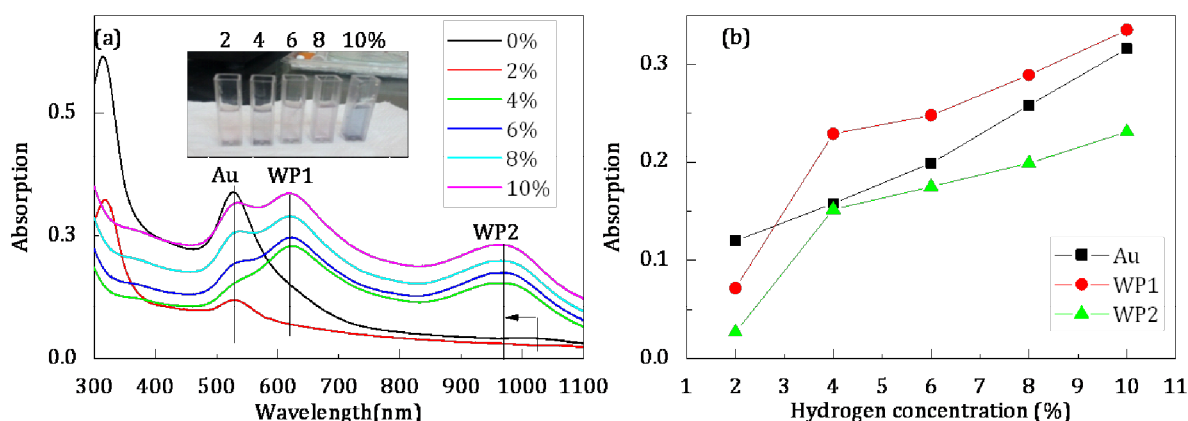 (a)
2 4 6 8 10%
0%
2%
4%
6%
8%
10%
Au
WP1
WP2
Absorption
0.5
0.3
0.0
300 400 500 600 700 800 900 1000 1100
Wavelength(nm)
(b)
Absorption
0.3
0.2
0.1
0.0
Au
WP1
WP2
1 2 3 4 5 6 7 8 9 10 11
Hydrogen concentration (%)